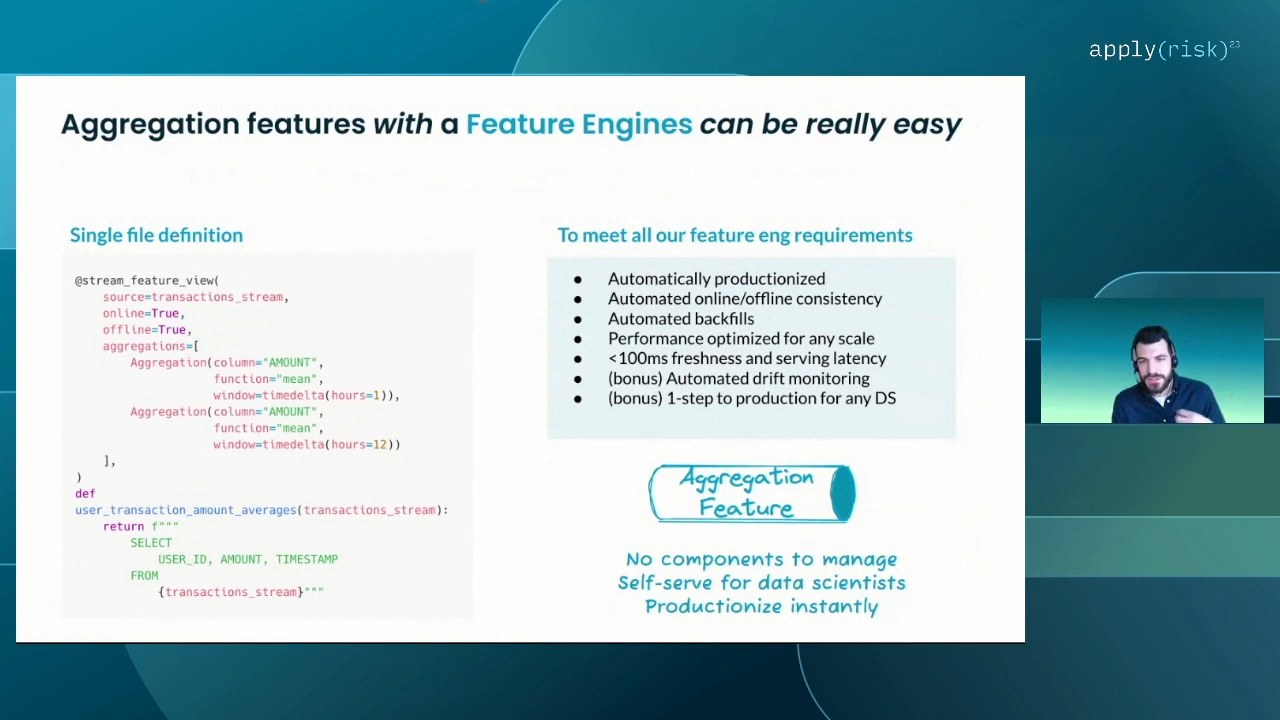 apply(risk)23
Aggregation features with a Feature Engines can be really easy
Single file definition
@stream_feature_view(
    source=transactions_stream,
    online=True,
    offline=True,
    aggregations=[
        Aggregation(column="AMOUNT",
                    function="mean",
                    window=timedelta(hours=1)),
        Aggregation(column="AMOUNT",
                    function="mean",
                    window=timedelta(hours=12))
    ],
)
def
user_transaction_amount_averages(transactions_stream):
    return f"""
        SELECT
            USER_ID, AMOUNT, TIMESTAMP
        FROM
            {transactions_stream}"""
To meet all our feature eng requirements
● Automatically productionized
● Automated online/offline consistency
● Automated backfills
● Performance optimized for any scale
● <100ms freshness and serving latency
● (bonus) Automated drift monitoring
● (bonus) 1-step to production for any DS
Aggregation
Feature
No components to manage
Self-serve for data scientists
Productionize instantly